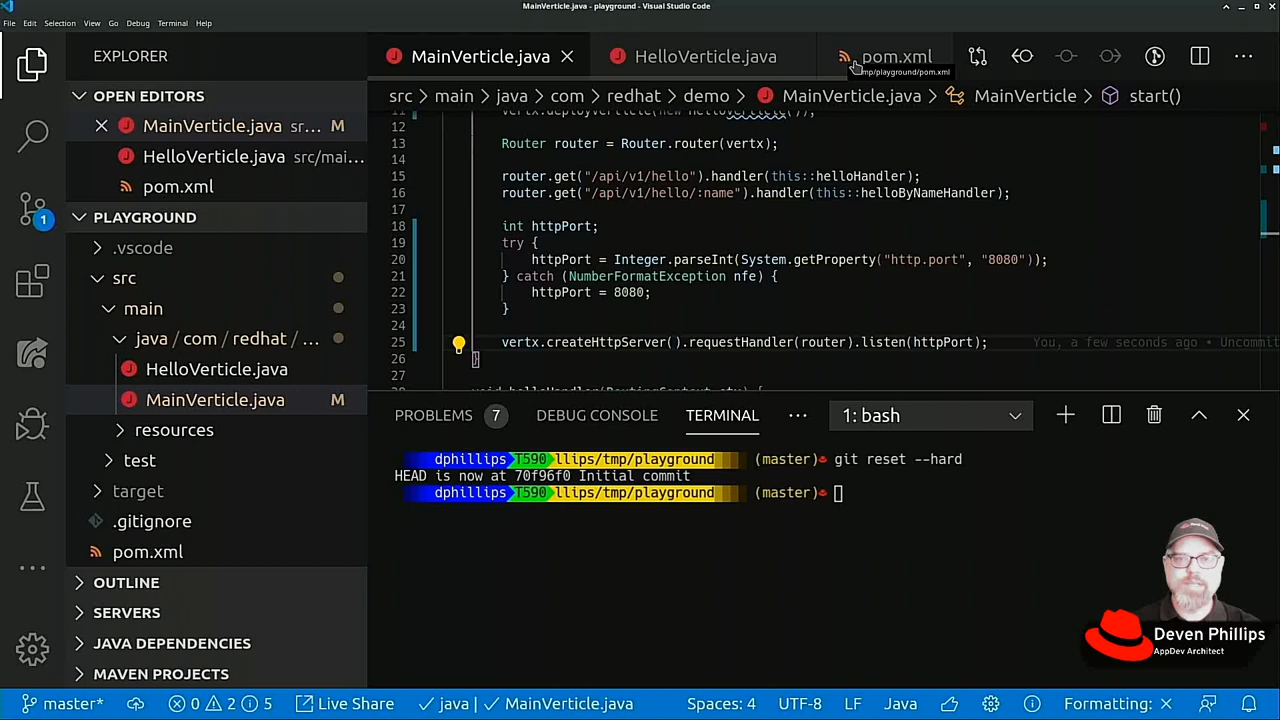 MainVerticle.java - playground - Visual Studio Code
File Edit Selection View Go Debug Terminal Help
EXPLORER
OPEN EDITORS
MainVerticle.java sr... M
HelloVerticle.java src/mai...
pom.xml
PLAYGROUND
.vscode
src
main
java / com / redhat / ...
HelloVerticle.java
MainVerticle.java M
resources
test
target
.gitignore
pom.xml
OUTLINE
SERVERS
JAVA DEPENDENCIES
MAVEN PROJECTS
1
MainVerticle.java HelloVerticle.java pom.xml
mp/playground/pom.xml
src > main > java > com > redhat > demo > MainVerticle.java > MainVerticle > start()
12
13 Router router = Router.router(vertx);
14
15 router.get("/api/v1/hello").handler(this::helloHandler);
16 router.get("/api/v1/hello/:name").handler(this::helloByNameHandler);
17
18 int httpPort;
19 try {
20 httpPort = Integer.parseInt(System.getProperty("http.port", "8080"));
21 } catch (NumberFormatException nfe) {
22 httpPort = 8080;
23 }
24
25 vertx.createHttpServer().requestHandler(router).listen(httpPort); You, a few seconds ago • Uncommit
26 }
27
PROBLEMS 7 DEBUG CONSOLE TERMINAL ... 1: bash
dphillips T590 llips/tmp/playground (master) git reset --hard
HEAD is now at 70f96f0 Initial commit
dphillips T590 llips/tmp/playground (master)
Deven Phillips
AppDev Architect
master* 0 2 5 Live Share java | MainVerticle.java Spaces: 4 UTF-8 LF Java Formatting: ×